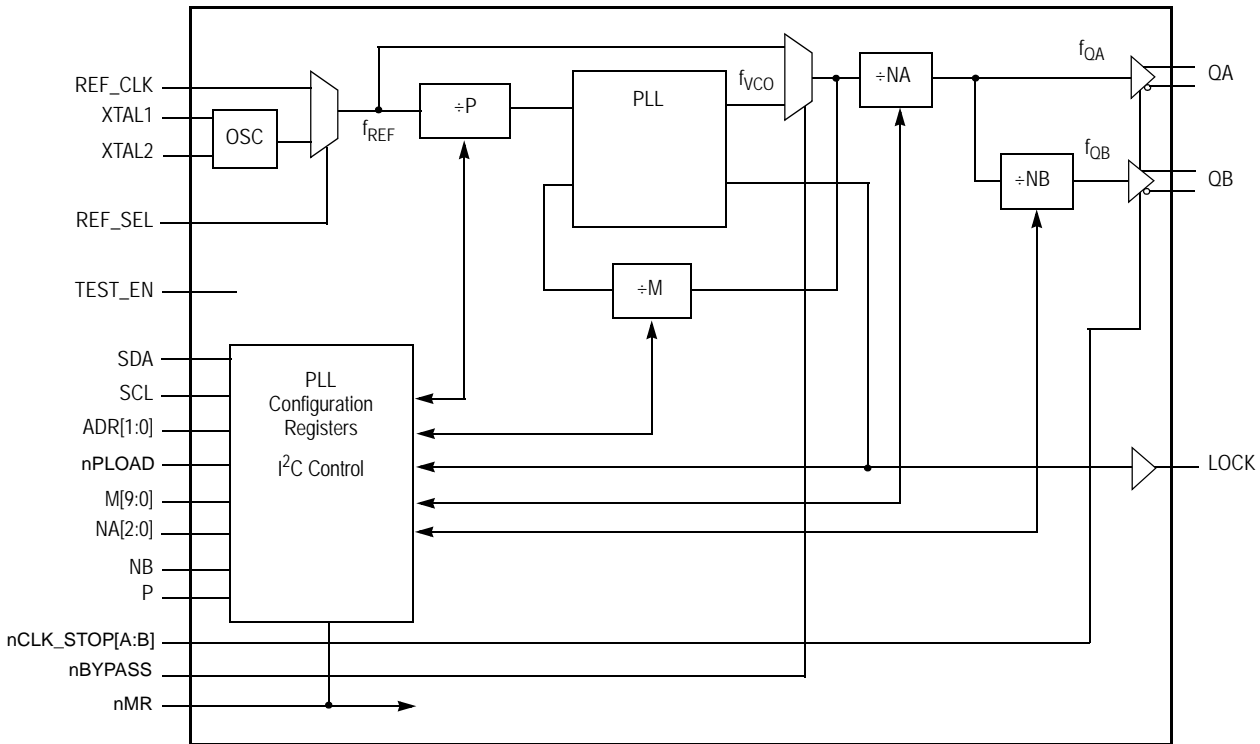 REF_CLK
XTAL1
XTAL2
OSC
REF_SEL
TEST_EN
fREF
÷P
PLL
fVCO
÷M
÷NA
fQA
QA
÷NB
fQB
QB
SDA
SCL
ADR[1:0]
nPLOAD
M[9:0]
NA[2:0]
NB
P
PLL
Configuration
Registers
I2C Control
LOCK
nCLK_STOP[A:B]
nBYPASS
nMR